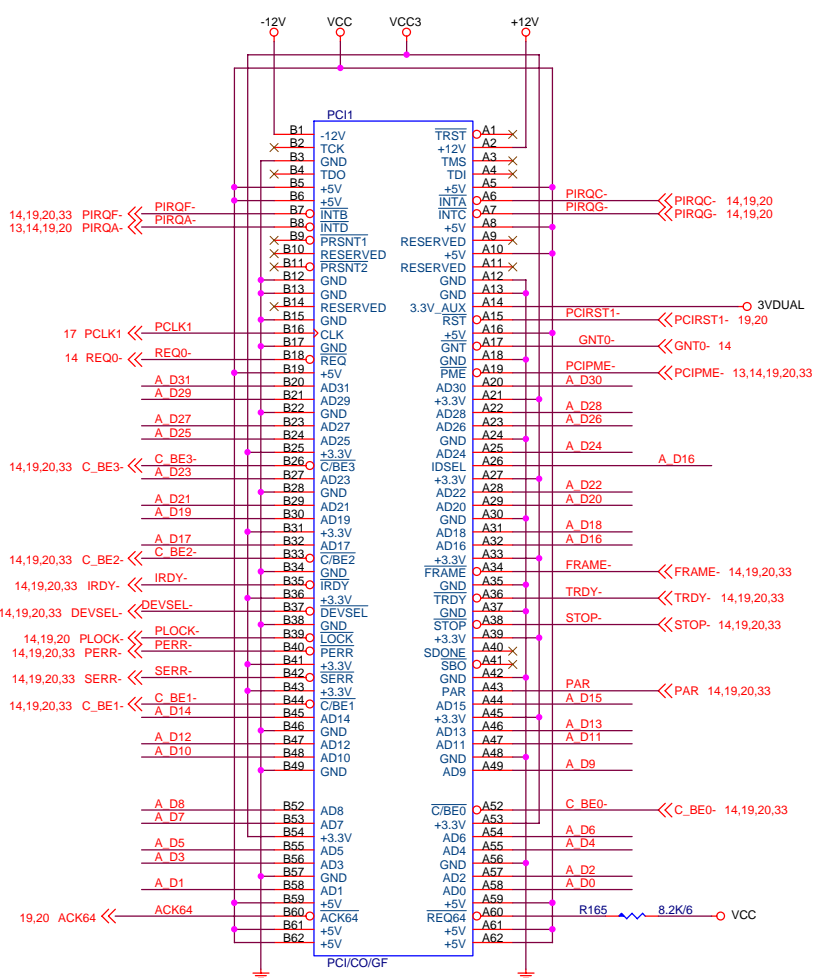 -12V VCC VCC3 +12V
PCI1
B1 -12V TRST A1
B2 TCK +12V A2
B3 GND TMS A3
B4 TDO TDI A4
B5 +5V +5V A5
B6 +5V INTA A6 PIRQC- PIRQC- 14,19,20
14,19,20,33 PIRQF- PIRQF- B7 INTB INTC A7 PIRQG- PIRQG- 14,19,20
13,14,19,20 PIRQA- PIRQA- B8 INTD +5V A8
B9 PRSNT1 RESERVED A9
B10 RESERVED +5V A10
B11 PRSNT2 RESERVED A11
B12 GND GND A12
B13 GND GND A13
B14 RESERVED 3.3V_AUX A14 3VDUAL
B15 GND RST A15 PCIRST1- PCIRST1- 19,20
17 PCLK1 PCLK1 B16 CLK +5V A16
B17 GND GNT A17 GNT0- GNT0- 14
14 REQ0- REQ0- B18 REQ GND A18
B19 +5V PME A19 PCIPME- PCIPME- 13,14,19,20,33
A_D31 B20 AD31 AD30 A20 A_D30
A_D29 B21 AD29 +3.3V A21
B22 GND AD28 A22 A_D28
A_D27 B23 AD27 AD26 A23 A_D26
A_D25 B24 AD25 GND A24
B25 +3.3V AD24 A25 A_D24
14,19,20,33 C_BE3- C_BE3- B26 C/BE3 IDSEL A26 A_D16
A_D23 B27 AD23 +3.3V A27
B28 GND AD22 A28 A_D22
A_D21 B29 AD21 AD20 A29 A_D20
A_D19 B30 AD19 GND A30
B31 +3.3V AD18 A31 A_D18
A_D17 B32 AD17 AD16 A32 A_D16
14,19,20,33 C_BE2- C_BE2- B33 C/BE2 +3.3V A33
B34 GND FRAME A34 FRAME- FRAME- 14,19,20,33
14,19,20,33 IRDY- IRDY- B35 IRDY GND A35
B36 +3.3V TRDY A36 TRDY- TRDY- 14,19,20,33
14,19,20,33 DEVSEL- DEVSEL- B37 DEVSEL GND A37
B38 GND STOP A38 STOP- STOP- 14,19,20,33
14,19,20 PLOCK- PLOCK- B39 LOCK +3.3V A39
14,19,20,33 PERR- PERR- B40 PERR SDONE A40
B41 +3.3V SBO A41
14,19,20,33 SERR- SERR- B42 SERR GND A42
B43 +3.3V PAR A43 PAR PAR 14,19,20,33
14,19,20,33 C_BE1- C_BE1- B44 C/BE1 AD15 A44 A_D15
A_D14 B45 AD14 +3.3V A45
B46 GND AD13 A46 A_D13
A_D12 B47 AD12 AD11 A47 A_D11
A_D10 B48 AD10 GND A48
B49 GND AD9 A49 A_D9
A_D8 B52 AD8 C/BE0 A52 C_BE0- C_BE0- 14,19,20,33
A_D7 B53 AD7 +3.3V A53
B54 +3.3V AD6 A54 A_D6
A_D5 B55 AD5 AD4 A55 A_D4
A_D3 B56 AD3 GND A56
B57 GND AD2 A57 A_D2
A_D1 B58 AD1 AD0 A58 A_D0
B59 +5V +5V A59
19,20 ACK64 ACK64 B60 ACK64 REQ64 A60 R165 8.2K/6 VCC
B61 +5V +5V A61
B62 +5V +5V A62
PCI/CO/GF